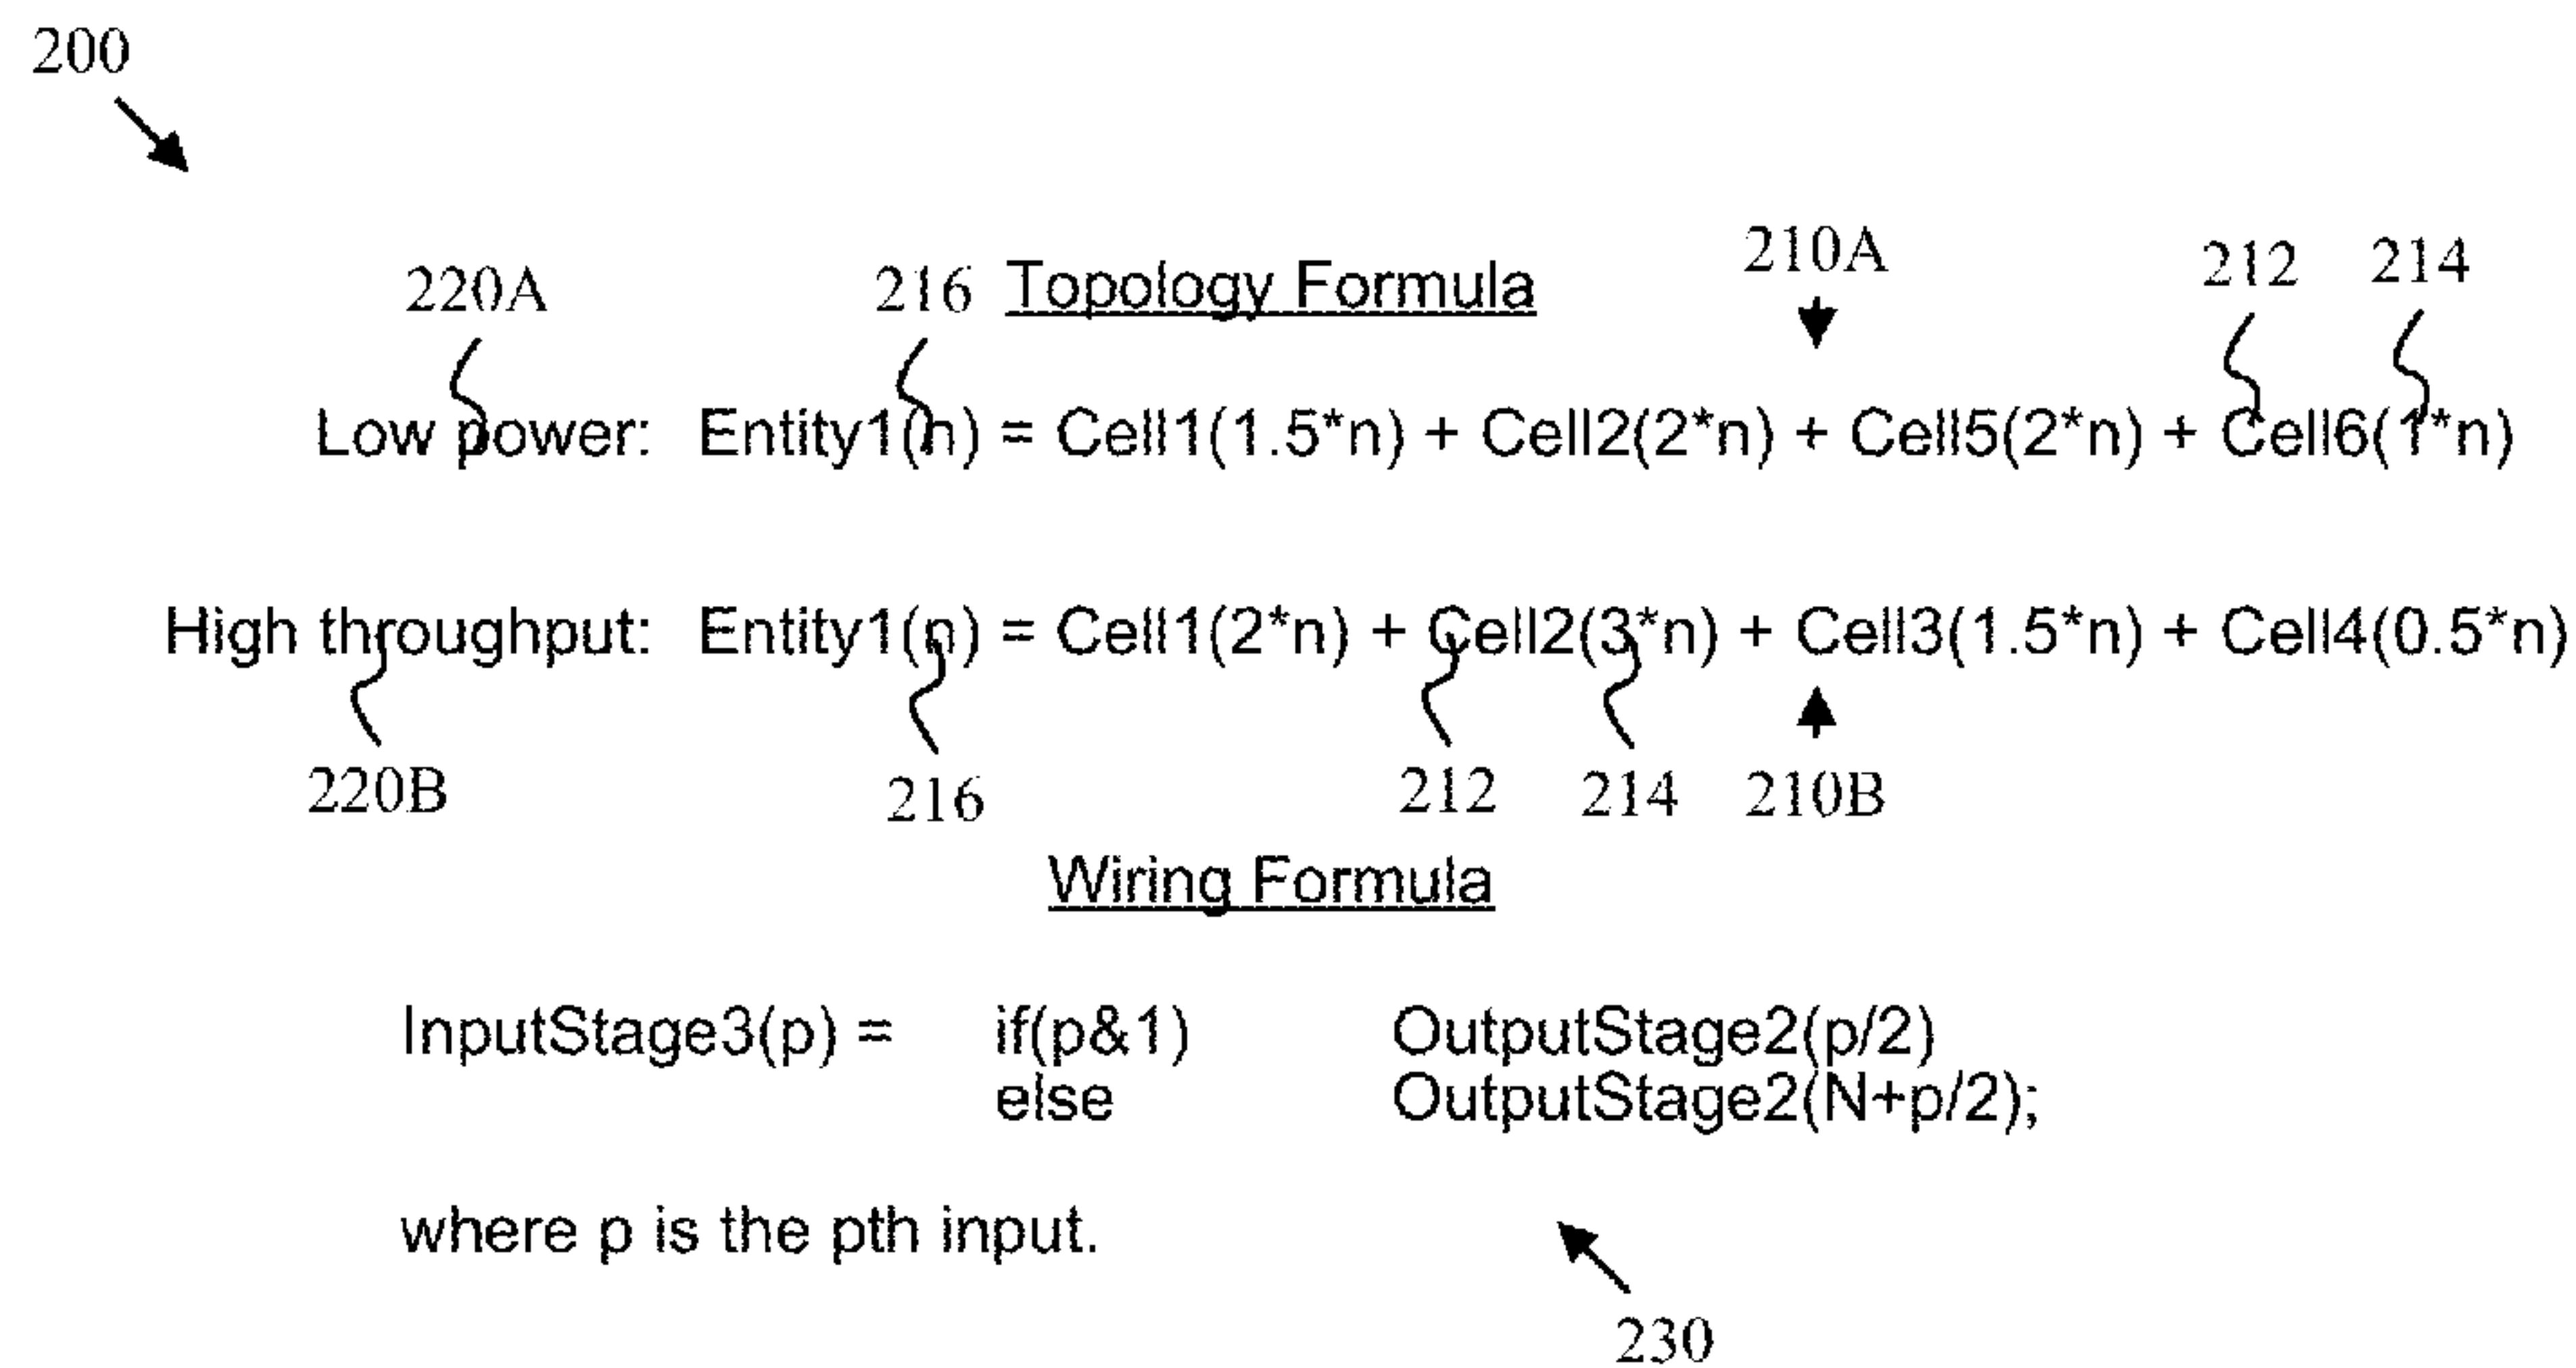 200
220A 216 Topology Formula 210A 212 214
Low power: Entity1(n) = Cell1(1.5*n) + Cell2(2*n) + Cell5(2*n) + Cell6(1*n)
High throughput: Entity1(n) = Cell1(2*n) + Cell2(3*n) + Cell3(1.5*n) + Cell4(0.5*n)
220B 216 212 214 210B
Wiring Formula
InputStage3(p) = if(p&1) OutputStage2(p/2)
else OutputStage2(N+p/2);
where p is the pth input.
230